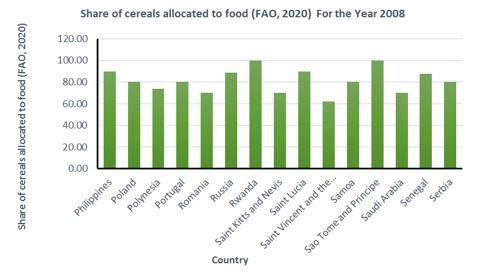 Share of cereals allocated to food (FAO, 2020)  For the Year 2008
Share of cereals allocated to food (FAO, 2020)
120.00
100.00
80.00
60.00
40.00
20.00
0.00
Philippines
Poland
Polynesia
Portugal
Romania
Russia
Rwanda
Saint Kitts and Nevis
Saint Lucia
Saint Vincent and the...
Samoa
Sao Tome and Principe
Saudi Arabia
Senegal
Serbia
Country